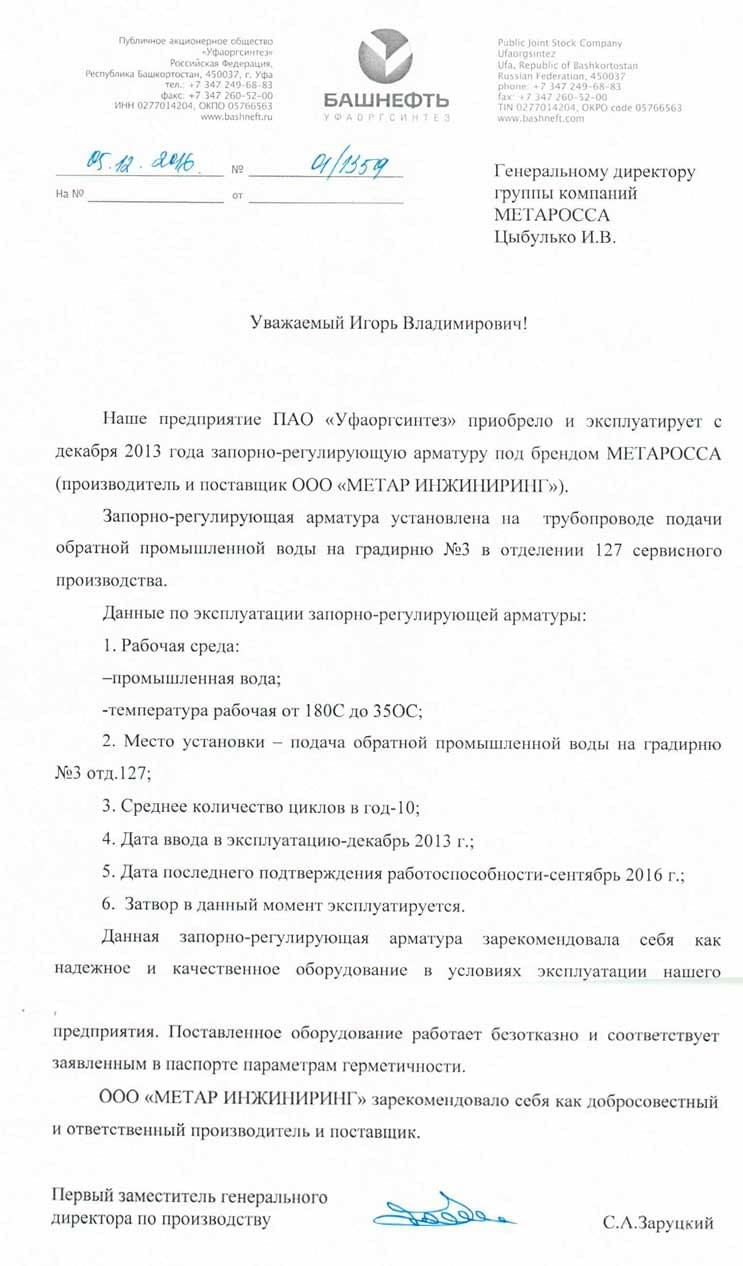 Публичное акционерное общество
«Уфаоргсинтез»
Российская Федерация,
Республика Башкортостан, 450037, г. Уфа
тел.: +7 347 249-68-83
факс: +7 347 260-52-00
ИНН 0277014204, ОКПО 05766563
www.bashneft.ru
БАШНЕФТЬ
УФАОРГСИНТЕЗ
Public Joint Stock Company
Ufaorgsintez
Ufa, Republic of Bashkortostan
Russian Federation, 450037
phone: +7 347 249-68-83
fax: +7 347 260-52-00
TIN 0277014204, OKPO code 05766563
www.bashneft.com
05.12.2016 № 01/1359
На № от
Генеральному директору
группы компаний
МЕТАРОССА
Цыбулько И.В.
Уважаемый Игорь Владимирович!
Наше предприятие ПАО «Уфаоргсинтез» приобрело и эксплуатирует с
декабря 2013 года запорно-регулирующую арматуру под брендом МЕТАРОССА
(производитель и поставщик ООО «МЕТАР ИНЖИНИРИНГ»).
Запорно-регулирующая арматура установлена на трубопроводе подачи
обратной промышленной воды на градирню №3 в отделении 127 сервисного
производства.
Данные по эксплуатации запорно-регулирующей арматуры:
1. Рабочая среда:
–промышленная вода;
-температура рабочая от 180С до 35ОС;
2. Место установки – подача обратной промышленной воды на градирню
№3 отд.127;
3. Среднее количество циклов в год-10;
4. Дата ввода в эксплуатацию-декабрь 2013 г.;
5. Дата последнего подтверждения работоспособности-сентябрь 2016 г.;
6. Затвор в данный момент эксплуатируется.
Данная запорно-регулирующая арматура зарекомендовала себя как
надежное и качественное оборудование в условиях эксплуатации нашего
предприятия. Поставленное оборудование работает безотказно и соответствует
заявленным в паспорте параметрам герметичности.
ООО «МЕТАР ИНЖИНИРИНГ» зарекомендовало себя как добросовестный
и ответственный производитель и поставщик.
Первый заместитель генерального
директора по производству
С.А.Заруцкий